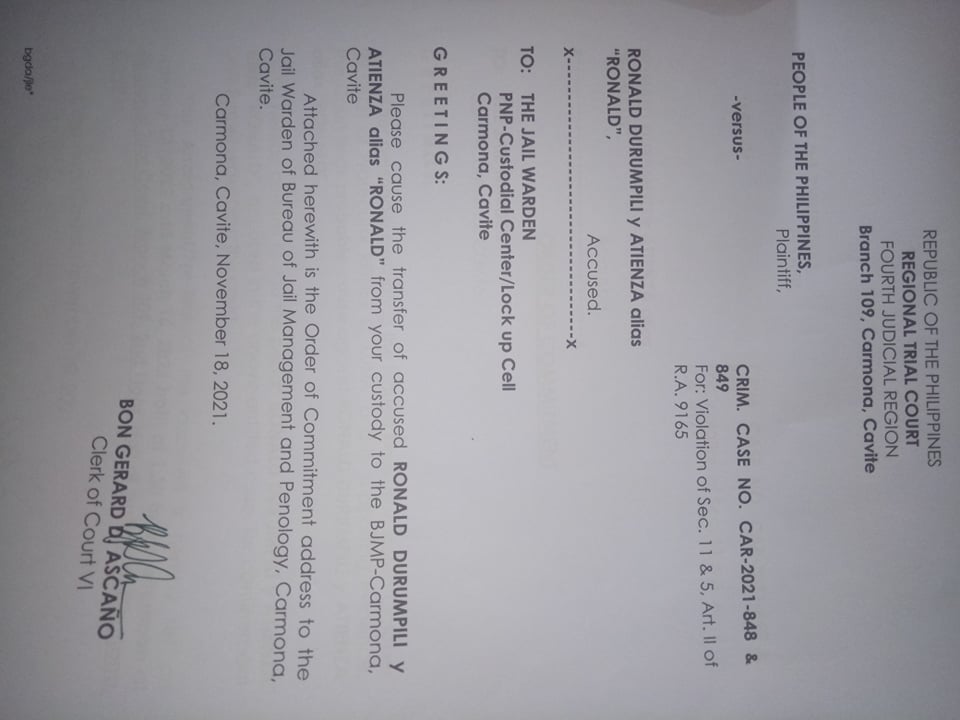 REPUBLIC OF THE PHILIPPINES
REGIONAL TRIAL COURT
FOURTH JUDICIAL REGION
Branch 109, Carmona, Cavite
PEOPLE OF THE PHILIPPINES,
Plaintiff,
-versus-
CRIM. CASE NO. CAR-2021-848 &
849
For: Violation of Sec. 11 & 5, Art. II of
R.A. 9165
RONALD DURUMPILI y ATIENZA alias
“RONALD”,
Accused.
x-------------------------------------x
TO: THE JAIL WARDEN
PNP-Custodial Center/Lock up Cell
Carmona, Cavite
G R E E T I N G S:
Please cause the transfer of accused RONALD DURUMPILI y
ATIENZA alias “RONALD” from your custody to the BJMP-Carmona,
Cavite
Attached herewith is the Order of Commitment address to the
Jail Warden of Bureau of Jail Management and Penology, Carmona,
Cavite.
Carmona, Cavite, November 18, 2021.
BON GERARD DJ ASCAÑO
Clerk of Court VI
bgda/jle*